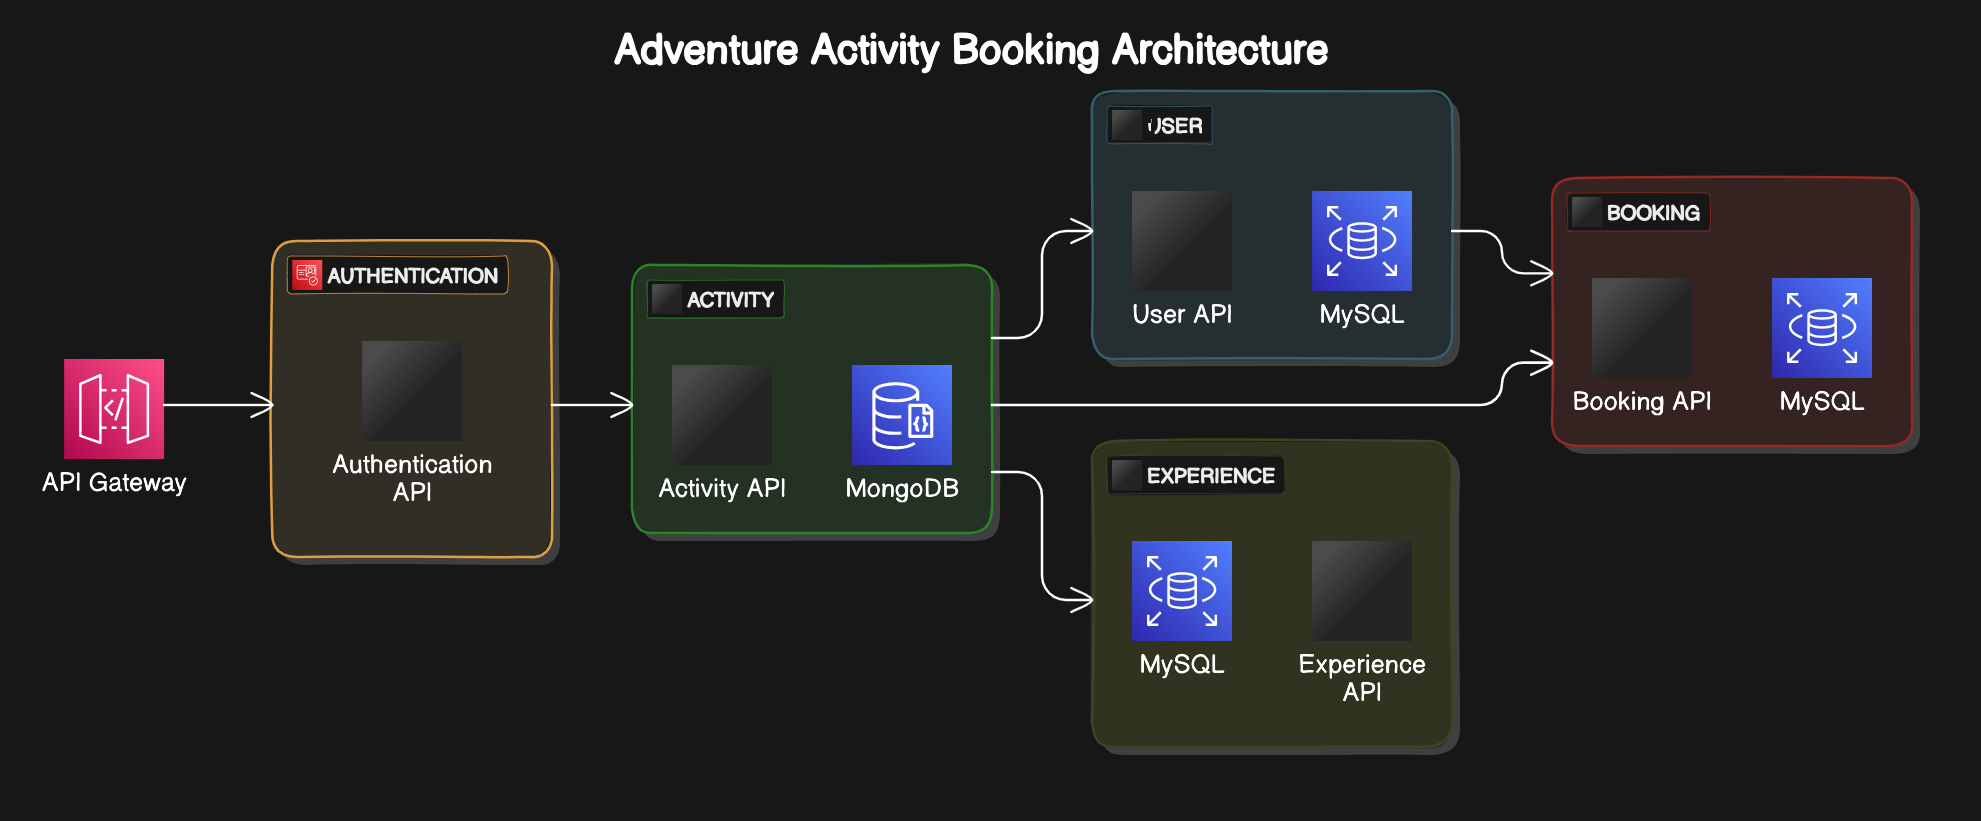 Adventure Activity Booking Architecture
USER
User API
MySQL
BOOKING
Booking API
MySQL
AUTHENTICATION
Authentication
API
ACTIVITY
Activity API
MongoDB
API Gateway
EXPERIENCE
MySQL
Experience
API